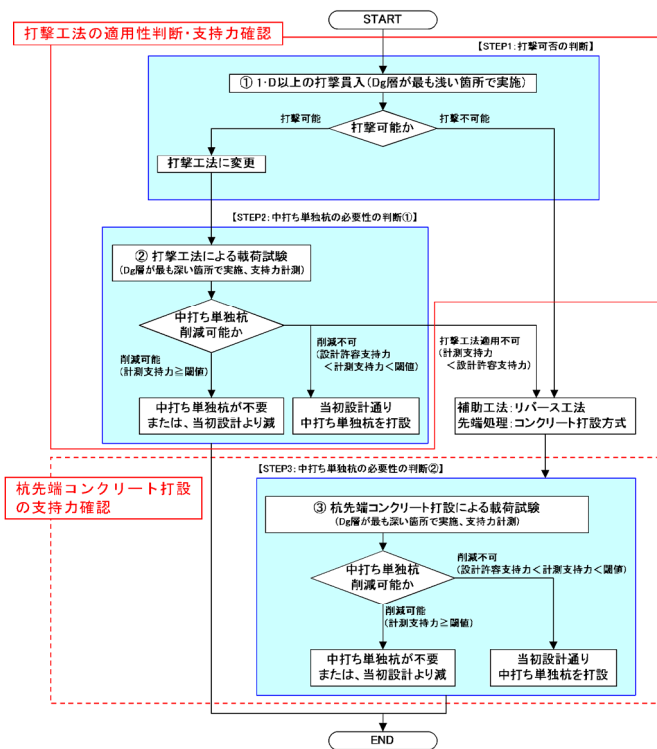 START
打撃工法の適用性判断・支持力確認
【STEP1:打撃可否の判断】
① 1・D以上の打撃貫入(Dg層が最も浅い箇所で実施)
打撃可能
打撃可能か
打撃不可能
打撃工法に変更
【STEP2:中打ち単独杭の必要性の判断①】
② 打撃工法による載荷試験
(Dg層が最も深い箇所で実施、支持力計測)
中打ち単独杭
削減可能か
削減可能
(計測支持力≧閾値)
削減不可
(設計許容支持力
<計測支持力<閾値)
打撃工法適用不可
(計測支持力
<設計許容支持力)
中打ち単独杭が不要
または、当初設計より減
当初設計通り
中打ち単独杭を打設
補助工法:リバース工法
先端処理:コンクリート打設方式
杭先端コンクリート打設
の支持力確認
【STEP3:中打ち単独杭の必要性の判断②】
③ 杭先端コンクリート打設による載荷試験
(Dg層が最も深い箇所で実施、支持力計測)
中打ち単独杭
削減可能か
削減不可
(設計許容支持力<計測支持力<閾値)
削減可能
(計測支持力≧閾値)
中打ち単独杭が不要
または、当初設計より減
当初設計通り
中打ち単独杭を打設
END